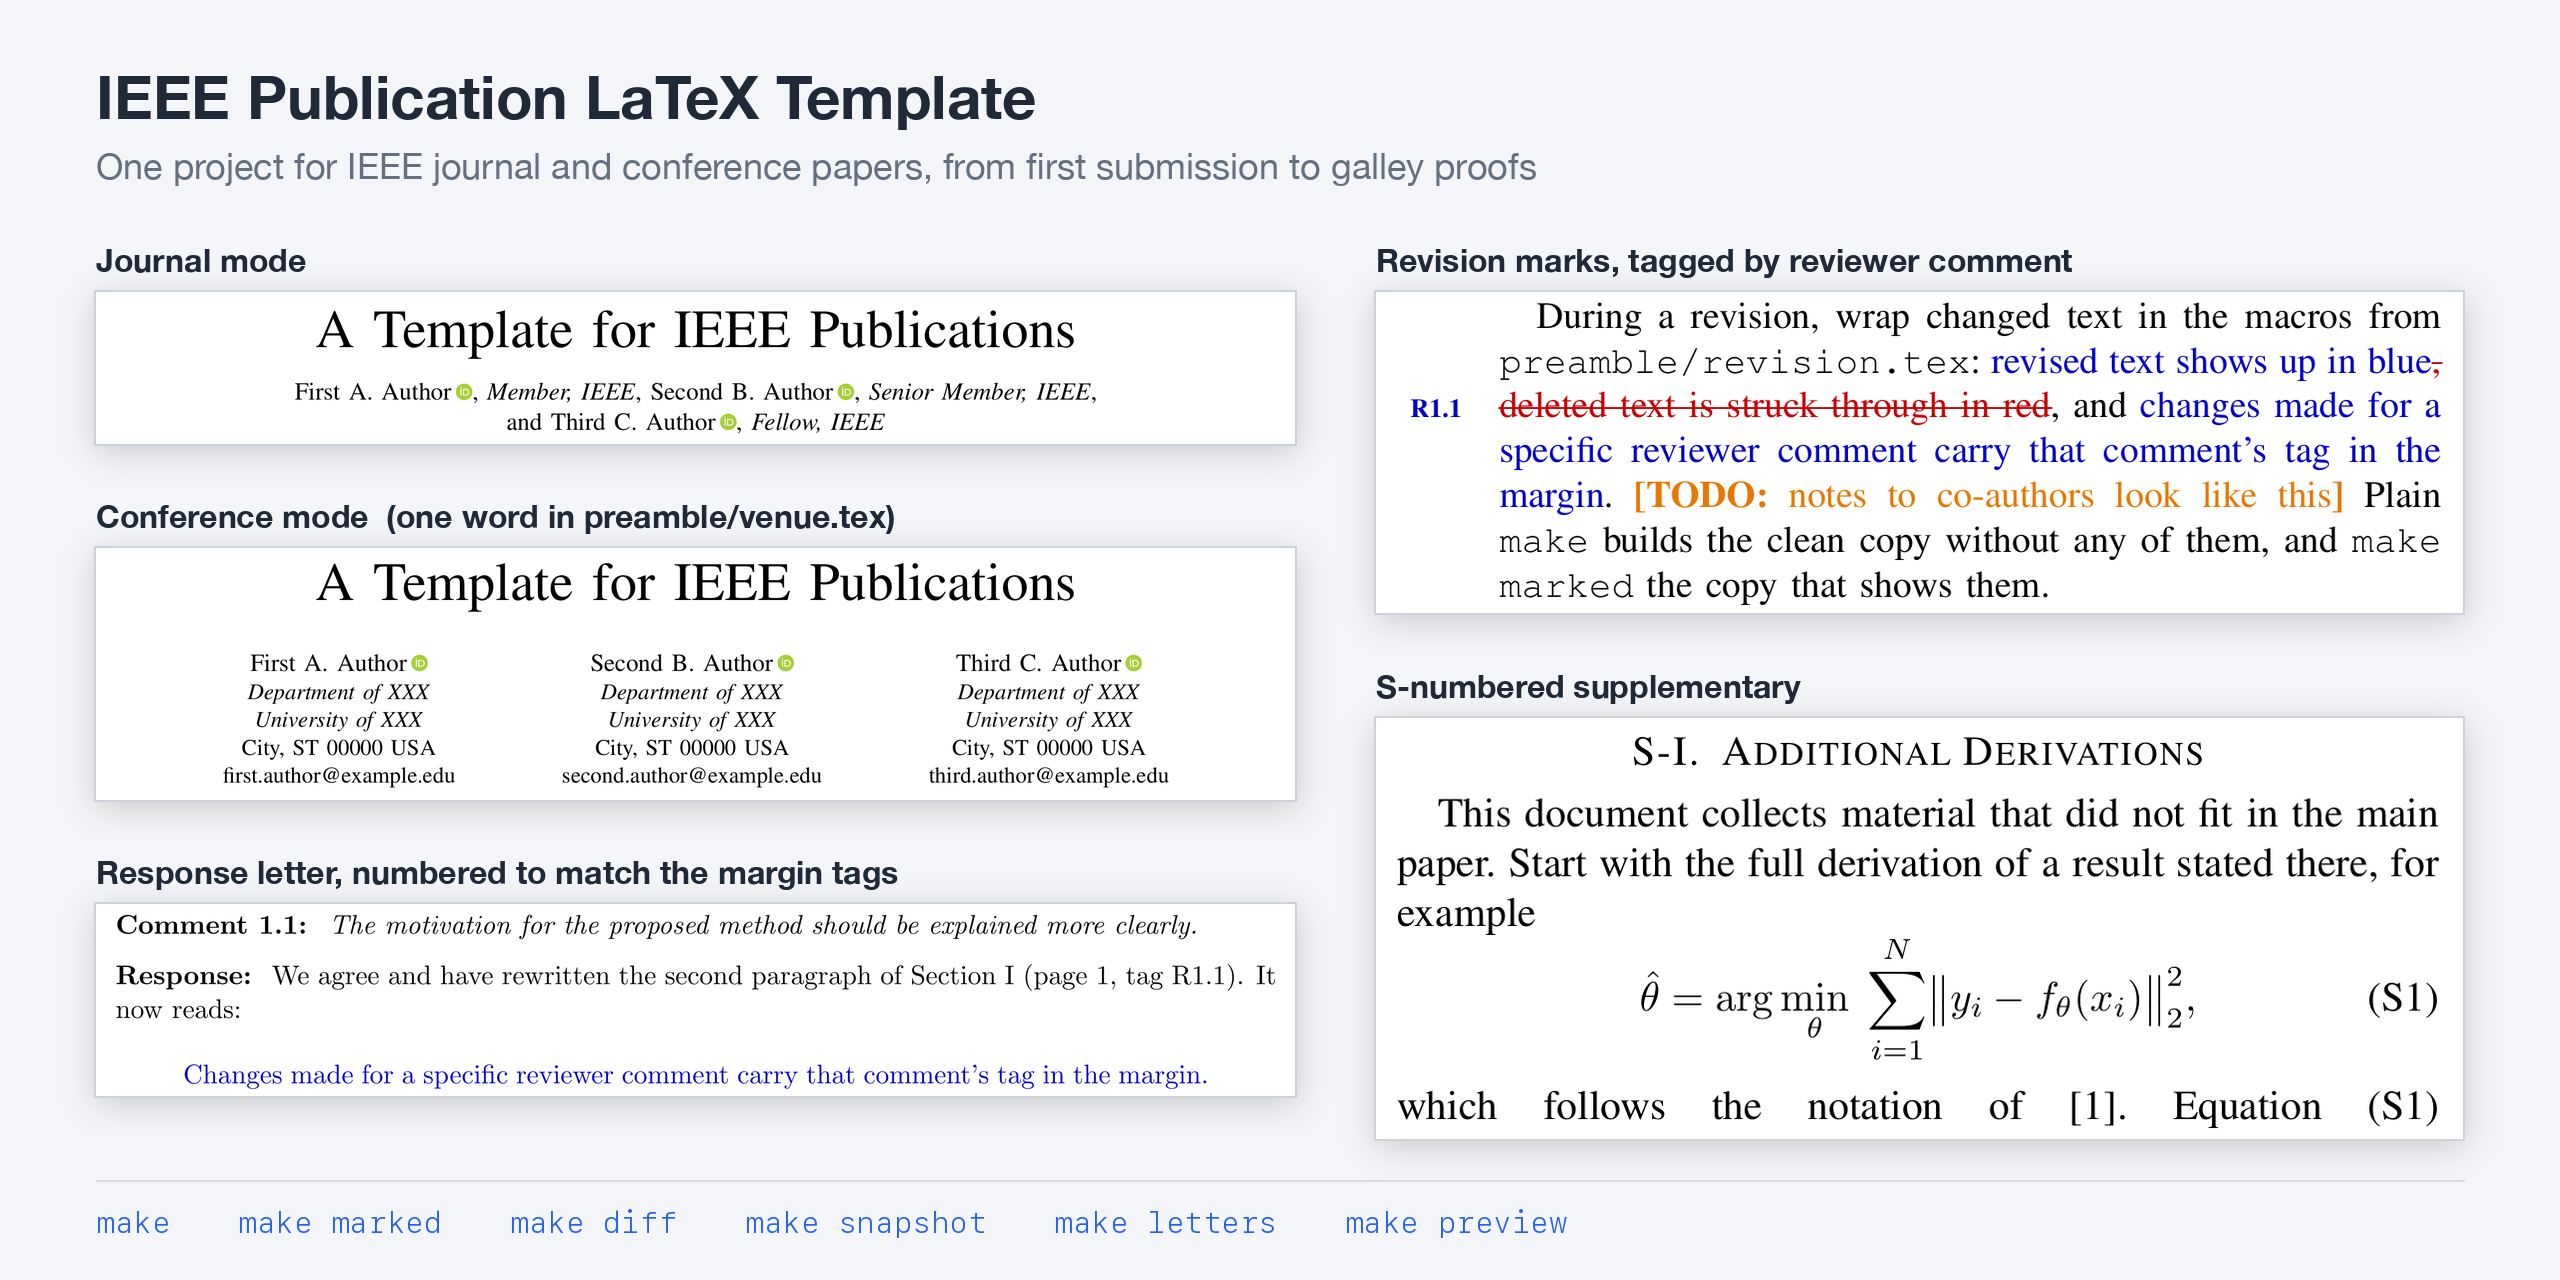 IEEE Publication LaTeX Template
One project for IEEE journal and conference papers, from first submission to galley proofs
Journal mode
A Template for IEEE Publications
First A. Author iD, Member, IEEE, Second B. Author iD, Senior Member, IEEE,
and Third C. Author iD, Fellow, IEEE
Conference mode (one word in preamble/venue.tex)
A Template for IEEE Publications
First A. Author iD
Department of XXX
University of XXX
City, ST 00000 USA
first.author@example.edu
Second B. Author iD
Department of XXX
University of XXX
City, ST 00000 USA
second.author@example.edu
Third C. Author iD
Department of XXX
University of XXX
City, ST 00000 USA
third.author@example.edu
Response letter, numbered to match the margin tags
Comment 1.1: The motivation for the proposed method should be explained more clearly.
Response: We agree and have rewritten the second paragraph of Section I (page 1, tag R1.1). It
now reads:
Changes made for a specific reviewer comment carry that comment's tag in the margin.
Revision marks, tagged by reviewer comment
During a revision, wrap changed text in the macros from
preamble/revision.tex: revised text shows up in blue,
R1.1 deleted text is struck through in red, and changes made for a
specific reviewer comment carry that comment's tag in the
margin. [TODO: notes to co-authors look like this] Plain
make builds the clean copy without any of them, and make
marked the copy that shows them.
S-numbered supplementary
S-I. ADDITIONAL DERIVATIONS
This document collects material that did not fit in the main
paper. Start with the full derivation of a result stated there, for
example
θ̂ = arg min_θ ∑_{i=1}^{N} ‖y_i − f_θ(x_i)‖_2^2, (S1)
which follows the notation of [1]. Equation (S1)
make make marked make diff make snapshot make letters make preview